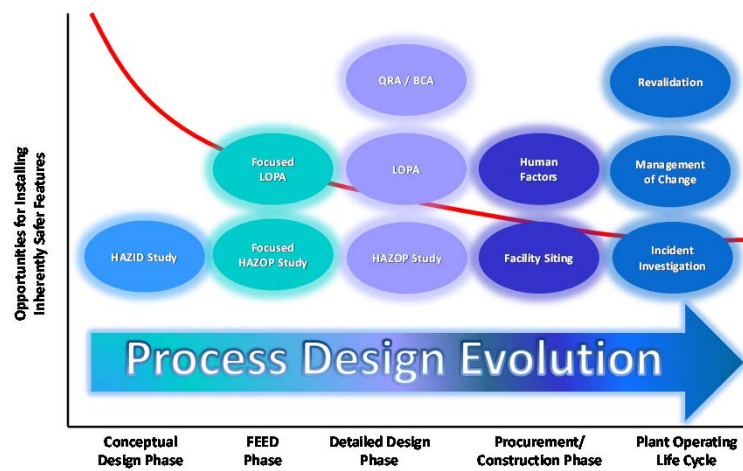 Opportunities for Installing
Inherently Safer Features
QRA / BCA
Revalidation
Focused
LOPA
LOPA
Human
Factors
Management
of Change
HAZID Study
Focused
HAZOP Study
HAZOP Study
Facility Siting
Incident
Investigation
Process Design Evolution
Conceptual
Design Phase
FEED
Phase
Detailed Design
Phase
Procurement/
Construction Phase
Plant Operating
Life Cycle